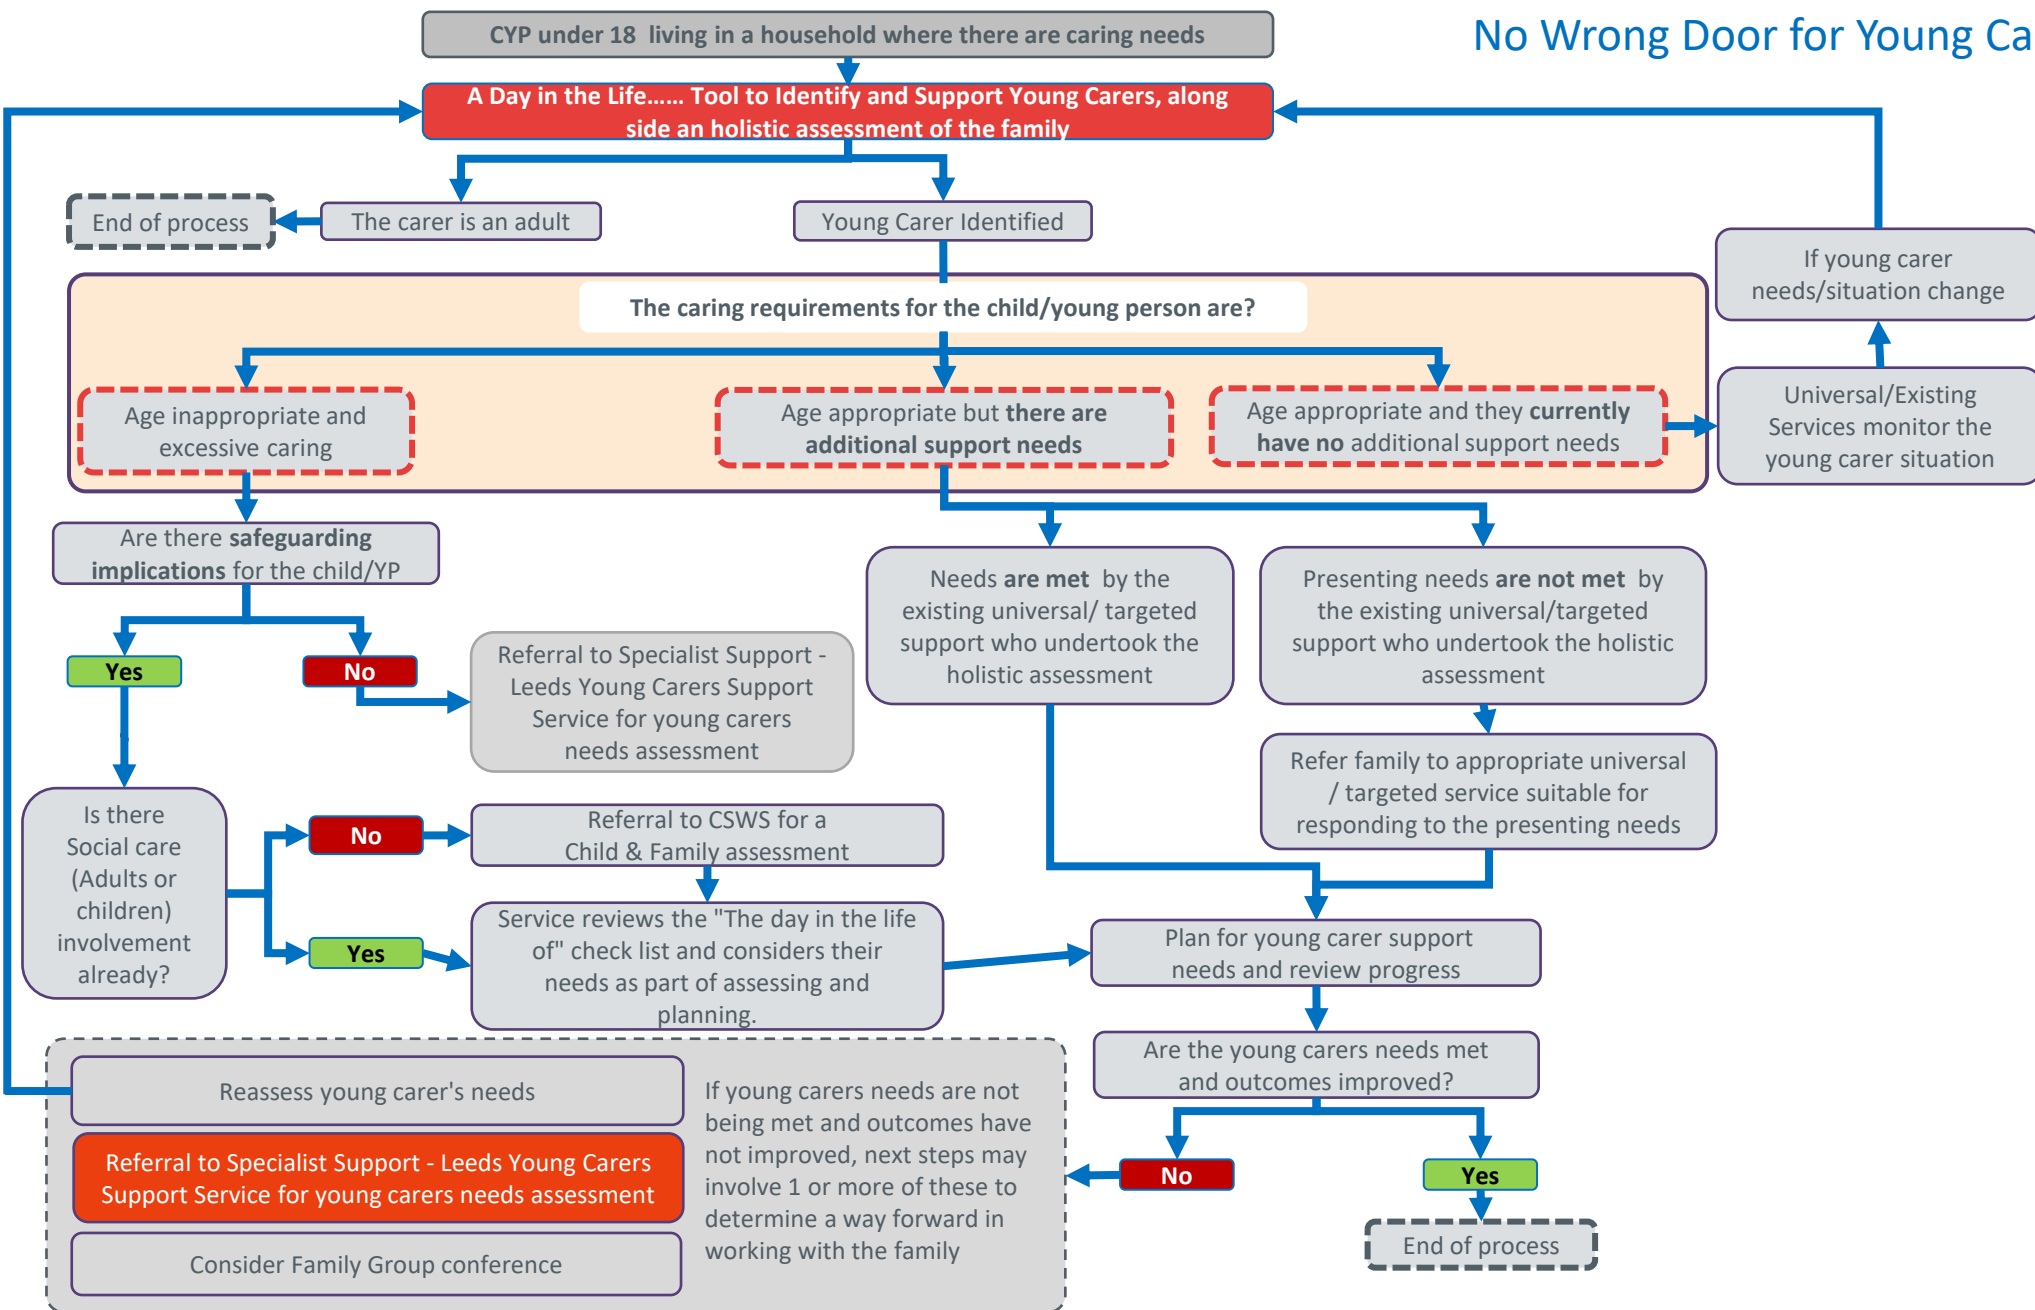 No Wrong Door for Young Ca
CYP under 18 living in a household where there are caring needs
A Day in the Life...... Tool to Identify and Support Young Carers, along
side an holistic assessment of the family
End of process
The carer is an adult
Young Carer Identified
If young carer
needs/situation change
The caring requirements for the child/young person are?
Age inappropriate and
excessive caring
Age appropriate but there are
additional support needs
Age appropriate and they currently
have no additional support needs
Universal/Existing
Services monitor the
young carer situation
Are there safeguarding
implications for the child/YP
Needs are met by the
existing universal/ targeted
support who undertook the
holistic assessment
Presenting needs are not met by
the existing universal/targeted
support who undertook the holistic
assessment
Yes
No
Referral to Specialist Support -
Leeds Young Carers Support
Service for young carers
needs assessment
Refer family to appropriate universal
/ targeted service suitable for
responding to the presenting needs
Is there
Social care
(Adults or
children)
involvement
already?
No
Referral to CSWS for a
Child & Family assessment
Yes
Service reviews the "The day in the life
of" check list and considers their
needs as part of assessing and
planning.
Plan for young carer support
needs and review progress
Are the young carers needs met
and outcomes improved?
No
Yes
End of process
Reassess young carer's needs
Referral to Specialist Support - Leeds Young Carers
Support Service for young carers needs assessment
Consider Family Group conference
If young carers needs are not
being met and outcomes have
not improved, next steps may
involve 1 or more of these to
determine a way forward in
working with the family